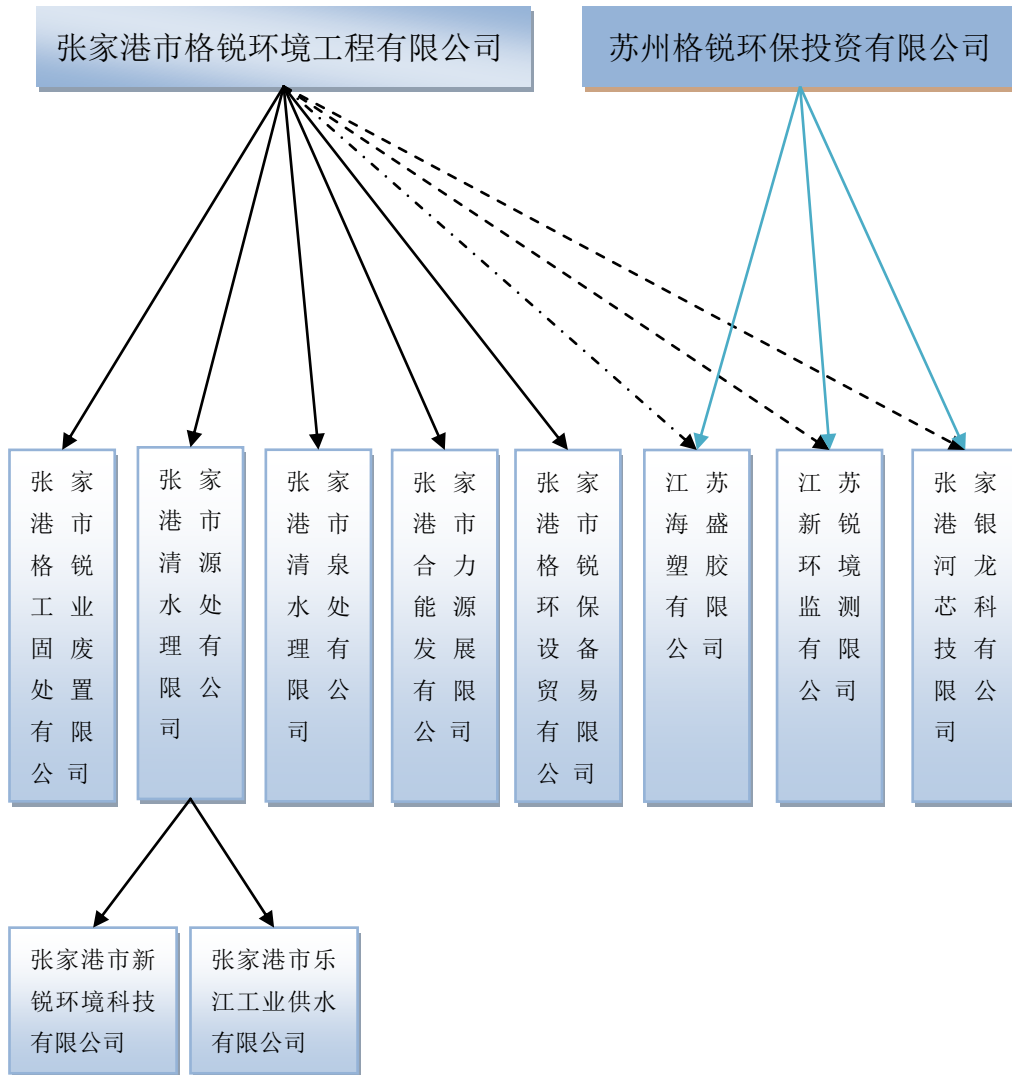 张家港市格锐环境工程有限公司
苏州格锐环保投资有限公司
张家
港市
格锐
工业
固废
处置
有限
公司
张家
港市
清源
水处
理有
限公
司
张家
港市
清泉
水处
理有
限公
司
张家
港市
合力
能源
发展
有限
公司
张家
港市
格锐
环保
设备
贸易
有限
公司
江苏
海盛
塑胶
有限
公司
江苏
新锐
环境
监测
有限
公司
张家
港银
河龙
芯科
技有
限公
司
张家港市新
锐环境科技
有限公司
张家港市乐
江工业供水
有限公司